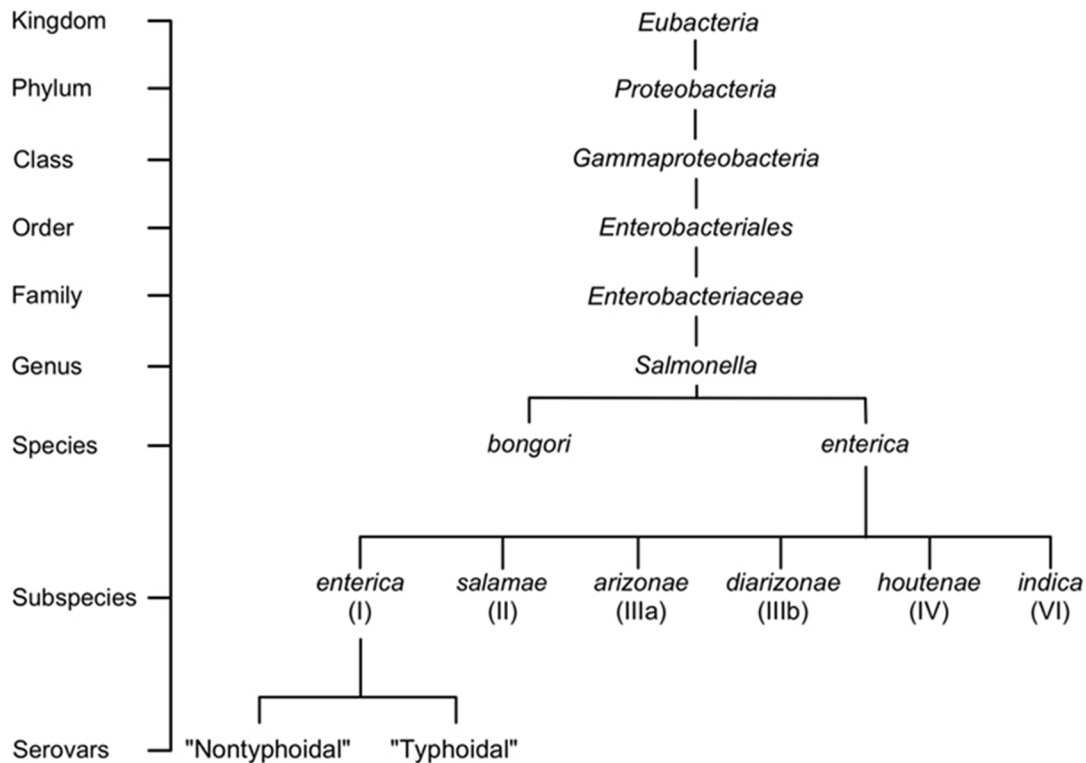 Kingdom Eubacteria
Phylum Proteobacteria
Class Gammaproteobacteria
Order Enterobacteriales
Family Enterobacteriaceae
Genus Salmonella
Species bongori enterica
Subspecies enterica salamae arizonae diarizonae houtenae indica
(I) (II) (IIIa) (IIIb) (IV) (VI)
Serovars "Nontyphoidal" "Typhoidal"